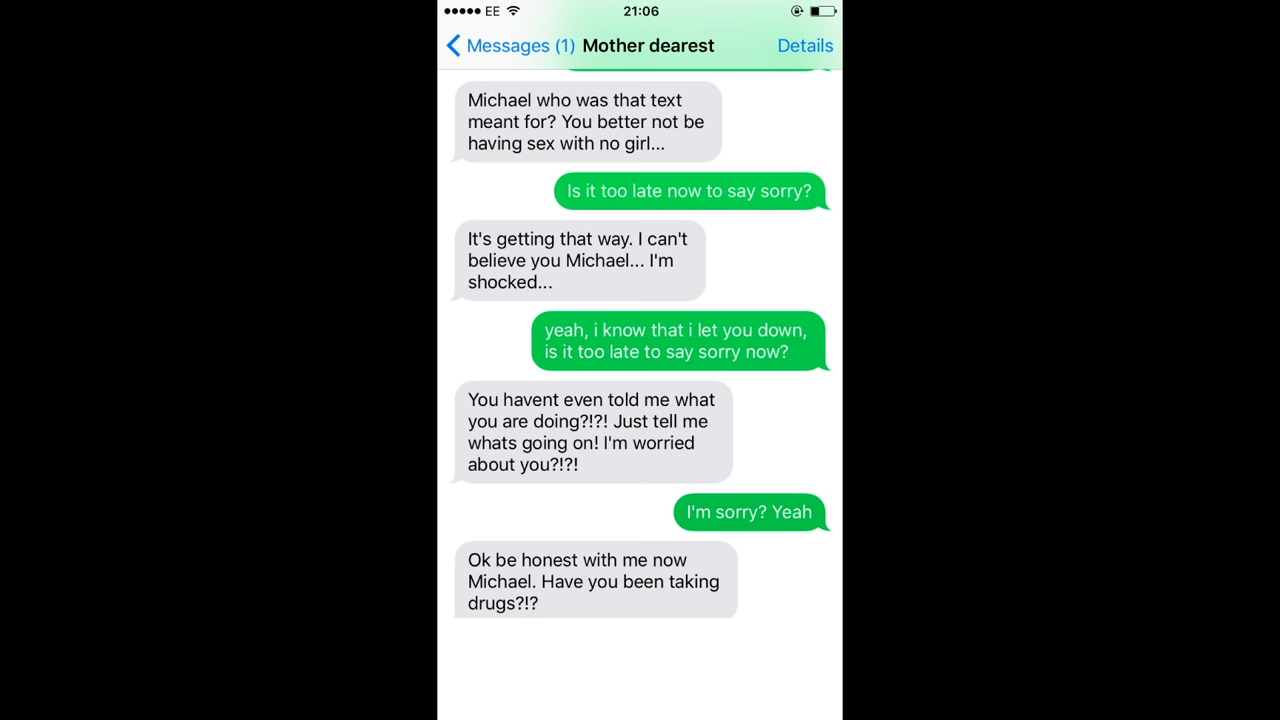 EE 21:06
Messages (1) Mother dearest Details
Michael who was that text
meant for? You better not be
having sex with no girl...
Is it too late now to say sorry?
It's getting that way. I can't
believe you Michael... I'm
shocked...
yeah, i know that i let you down,
is it too late to say sorry now?
You havent even told me what
you are doing?!?! Just tell me
whats going on! I'm worried
about you?!?!
I'm sorry? Yeah
Ok be honest with me now
Michael. Have you been taking
drugs?!?